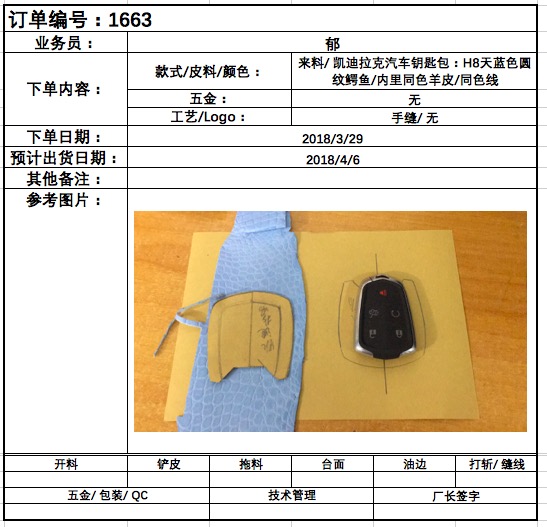 订单编号：1663
业务员： 郁
下单内容： 款式/皮料/颜色： 来料/ 凯迪拉克汽车钥匙包：H8天蓝色圆
纹鳄鱼/内里同色羊皮/同色线
五金： 无
工艺/Logo： 手缝/ 无
下单日期： 2018/3/29
预计出货日期： 2018/4/6
其他备注：
参考图片：
开料 铲皮 拖料 台面 油边 打斩/ 缝线
五金/ 包装/ QC 技术管理 厂长签字